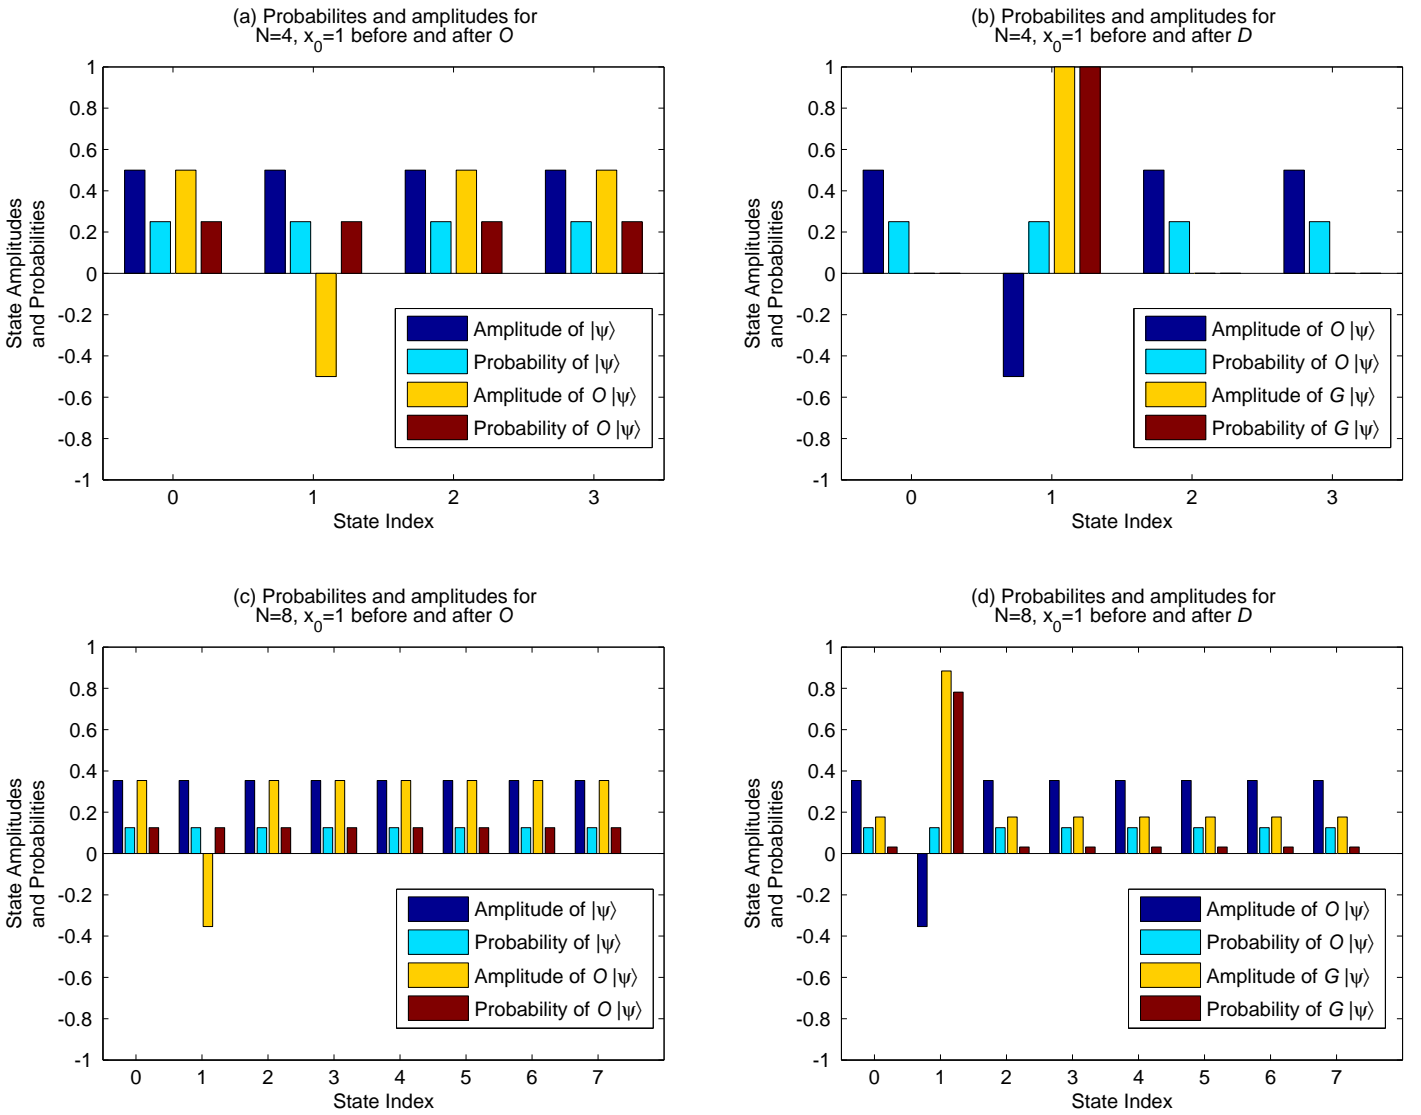 (a) Probabilites and amplitudes for
N=4, x₀=1 before and after O
1
0.8
0.6
0.4
0.2
0
-0.2
-0.4
-0.6
-0.8
-1
State Amplitudes
and Probabilities
Amplitude of |ψ⟩
Probability of |ψ⟩
Amplitude of O |ψ⟩
Probability of O |ψ⟩
0 1 2 3
State Index
(b) Probabilites and amplitudes for
N=4, x₀=1 before and after D
1
0.8
0.6
0.4
0.2
0
-0.2
-0.4
-0.6
-0.8
-1
State Amplitudes
and Probabilities
Amplitude of O |ψ⟩
Probability of O |ψ⟩
Amplitude of G |ψ⟩
Probability of G |ψ⟩
0 1 2 3
State Index
(c) Probabilites and amplitudes for
N=8, x₀=1 before and after O
1
0.8
0.6
0.4
0.2
0
-0.2
-0.4
-0.6
-0.8
-1
State Amplitudes
and Probabilities
Amplitude of |ψ⟩
Probability of |ψ⟩
Amplitude of O |ψ⟩
Probability of O |ψ⟩
0 1 2 3 4 5 6 7
State Index
(d) Probabilites and amplitudes for
N=8, x₀=1 before and after D
1
0.8
0.6
0.4
0.2
0
-0.2
-0.4
-0.6
-0.8
-1
State Amplitudes
and Probabilities
Amplitude of O |ψ⟩
Probability of O |ψ⟩
Amplitude of G |ψ⟩
Probability of G |ψ⟩
0 1 2 3 4 5 6 7
State Index